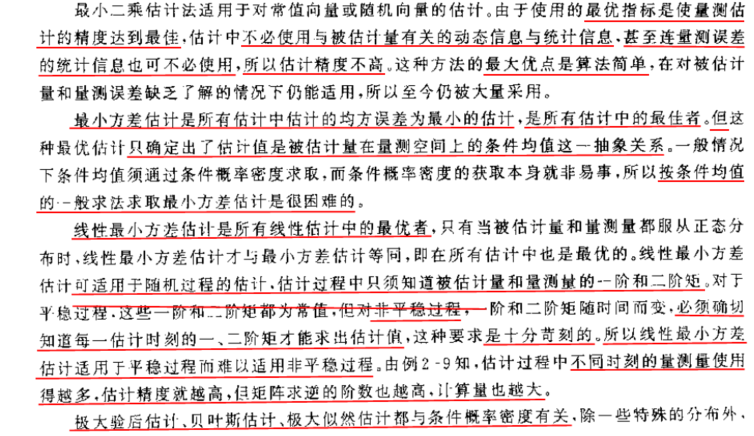 最小二乘估计法适用于对常值向量或随机向量的估计。由于使用的最优指标是使量测估
计的精度达到最佳,估计中不必使用与被估计量有关的动态信息与统计信息、甚至连量测误差
的统计信息也可不必使用,所以估计精度不高。这种方法的最大优点是算法简单,在对被估计
量和量测误差缺乏了解的情况下仍能适用,所以至今仍被大量采用。
最小方差估计是所有估计中估计的均方误差为最小的估计,是所有估计中的最佳者。但这
种最优估计只确定出了估计值是被估计量在量测空间上的条件均值这一抽象关系。一般情况
下条件均值须通过条件概率密度求取,而条件概率密度的获取本身就非易事,所以按条件均值
的一般求法求取最小方差估计是很困难的。
线性最小方差估计是所有线性估计中的最优者,只有当被估计量和量测量都服从正态分
布时,线性最小方差估计才与最小方差估计等同,即在所有估计中也是最优的。线性最小方差
估计可适用于随机过程的估计,估计过程中只须知道被估计量和量测量的一阶和二阶矩。对于
平稳过程,这些一阶和二阶矩都为常值,但对非平稳过程,一阶和二阶矩随时间而变,必须确切
知道每一估计时刻的一、二阶矩才能求出估计值,这种要求是十分苛刻的。所以线性最小方差
估计适用于平稳过程而难以适用非平稳过程。由例2-9知,估计过程中不同时刻的量测量使用
得越多,估计精度就越高,但矩阵求逆的阶数也越高,计算量也越大。
极大验后估计、贝叶斯估计、极大似然估计都与条件概率密度有关,除一些特殊的分布外,